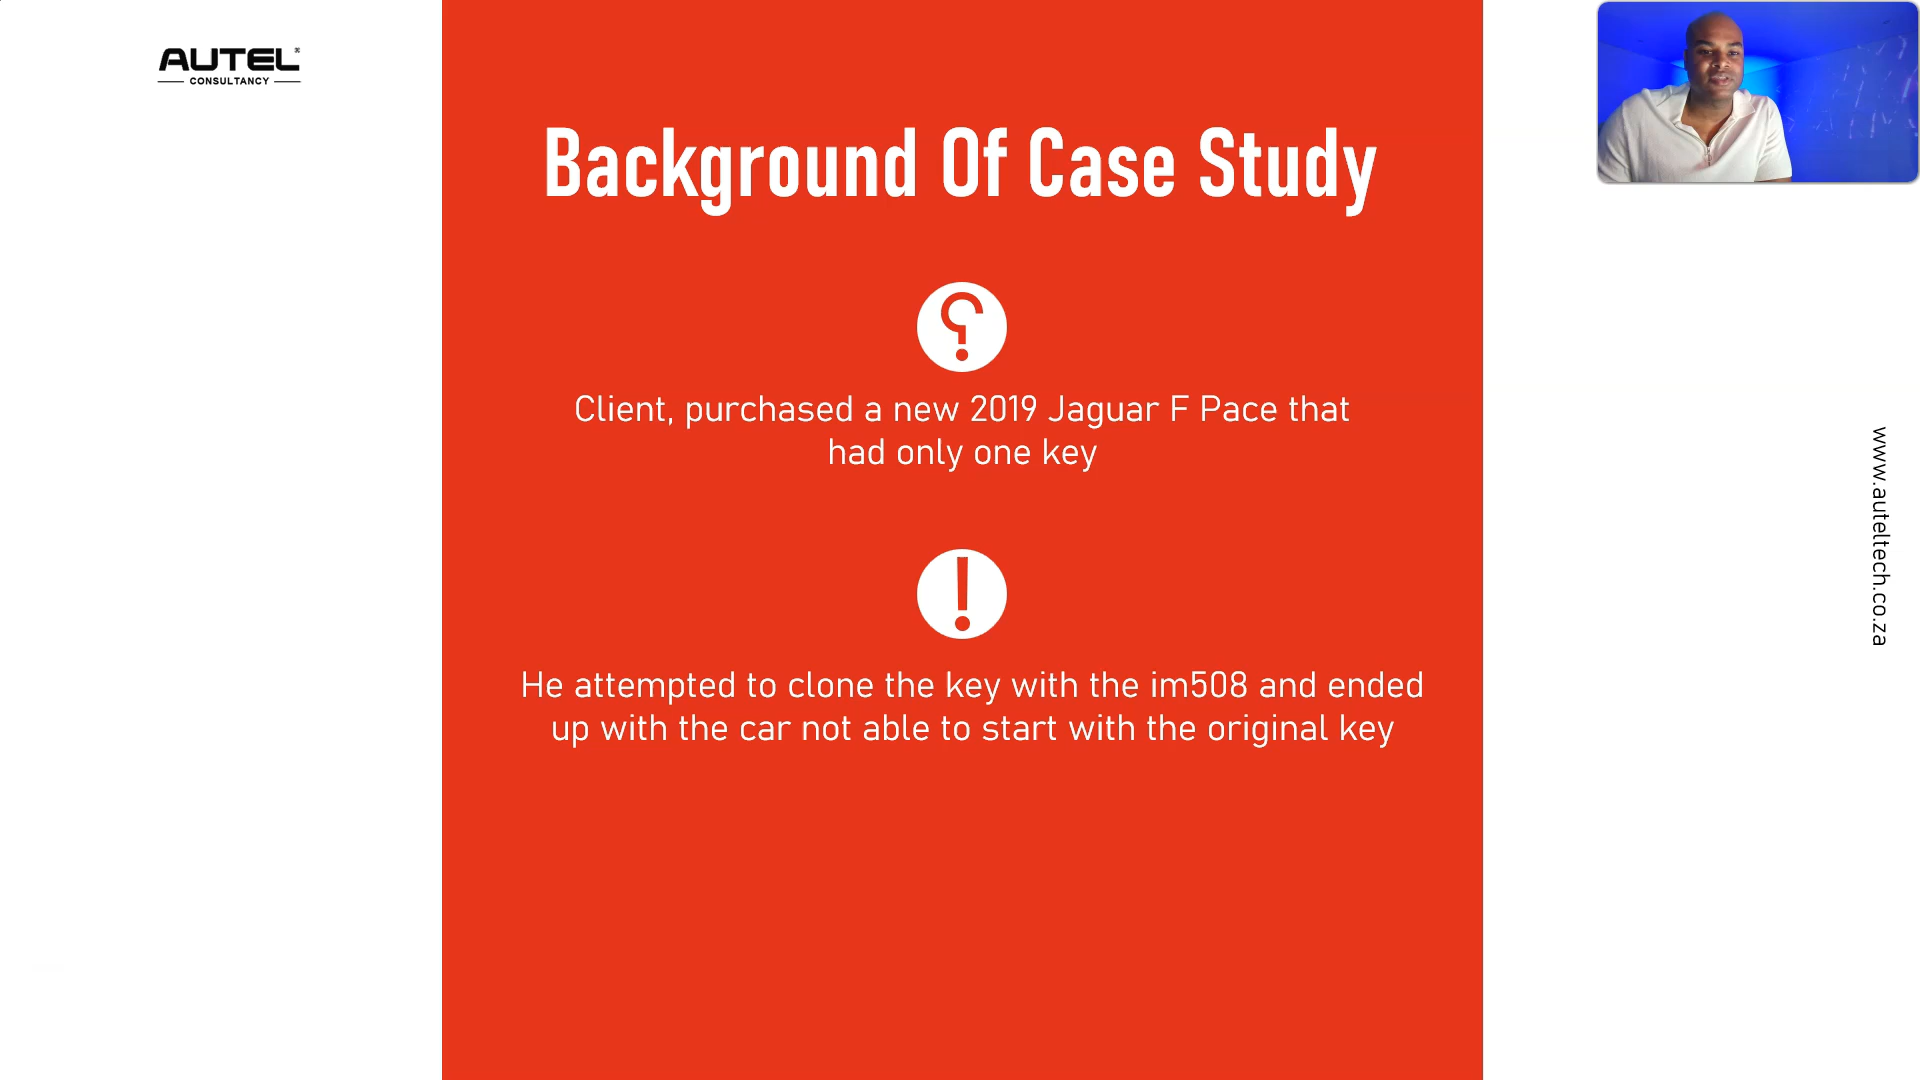 AUTEL®
CONSULTANCY
Background Of Case Study
?
Client, purchased a new 2019 Jaguar F Pace that
had only one key
!
He attempted to clone the key with the im508 and ended
up with the car not able to start with the original key
www.auteltech.co.za